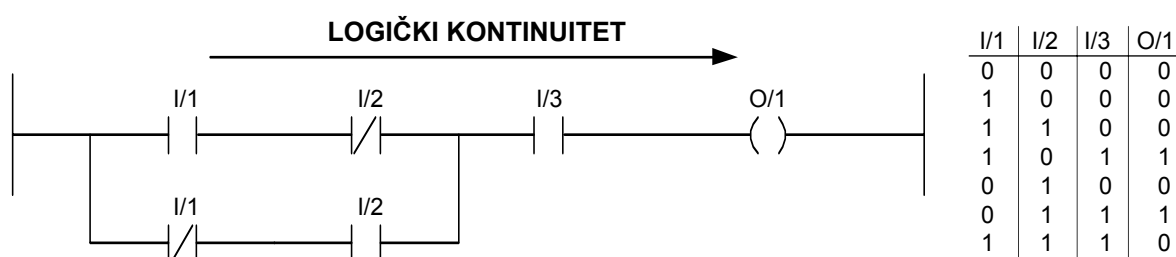 LOGIČKI KONTINUITET
I/1 I/2 I/3 O/1
I/1 I/2
I/1 I/2 I/3 O/1
0 0 0 0
1 0 0 0
1 1 0 0
1 0 1 1
0 1 0 0
0 1 1 1
1 1 1 0